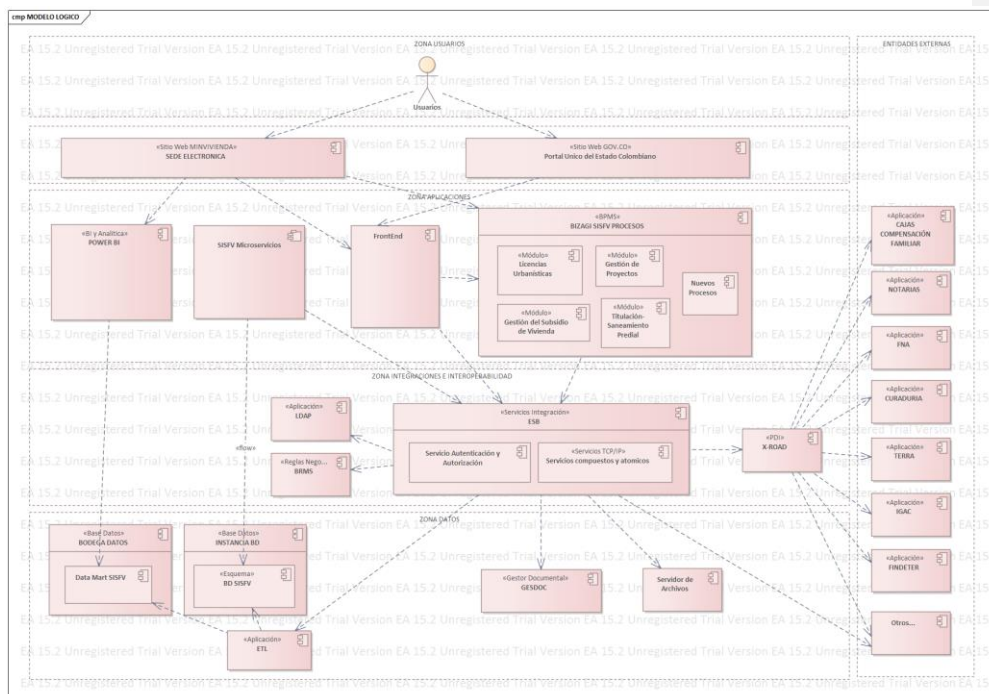 cmp MODELO LOGICO
EA 15.2 Unregistered Trial Version
ZONA USUARIOS
ENTIDADES EXTERNAS
Usuarios
«Sitio Web MINVIVIENDA»
SEDE ELECTRONICA
«Sitio Web GOV.CO»
Portal Unico del Estado Colombiano
ZONA APLICACIONES
«BI y Analitica»
POWER BI
SISFV Microservicios
FrontEnd
«BPMS»
BIZAGI SISFV PROCESOS
«Módulo»
Licencias
Urbanísticas
«Módulo»
Gestión de
Proyectos
Nuevos
Procesos
«Módulo»
Gestión del Subsidio
de Vivienda
«Módulo»
Titulación-
Saneamiento
Predial
«Aplicación»
CAJAS
COMPENSACIÓN
FAMILIAR
«Aplicación»
NOTARIAS
«Aplicación»
FNA
«Aplicación»
CURADURIA
«Aplicación»
TERRA
«Aplicación»
IGAC
«Aplicación»
FINDETER
Otros...
ZONA INTEGRACIONES E INTEROPERABILIDAD
«Aplicación»
LDAP
«Reglas Nego...
BRMS
«flow»
«Servicios Integración»
ESB
Servicio Autenticación y
Autorización
«Servicios TCP/IP»
Servicios compuestos y atomicos
«PDI»
X-ROAD
ZONA DATOS
«Base Datos»
BODEGA DATOS
Data Mart SISFV
«Base Datos»
INSTANCIA BD
«Esquema»
BD SISFV
«Aplicación»
ETL
«Gestor Documental»
GESDOC
Servidor de
Archivos